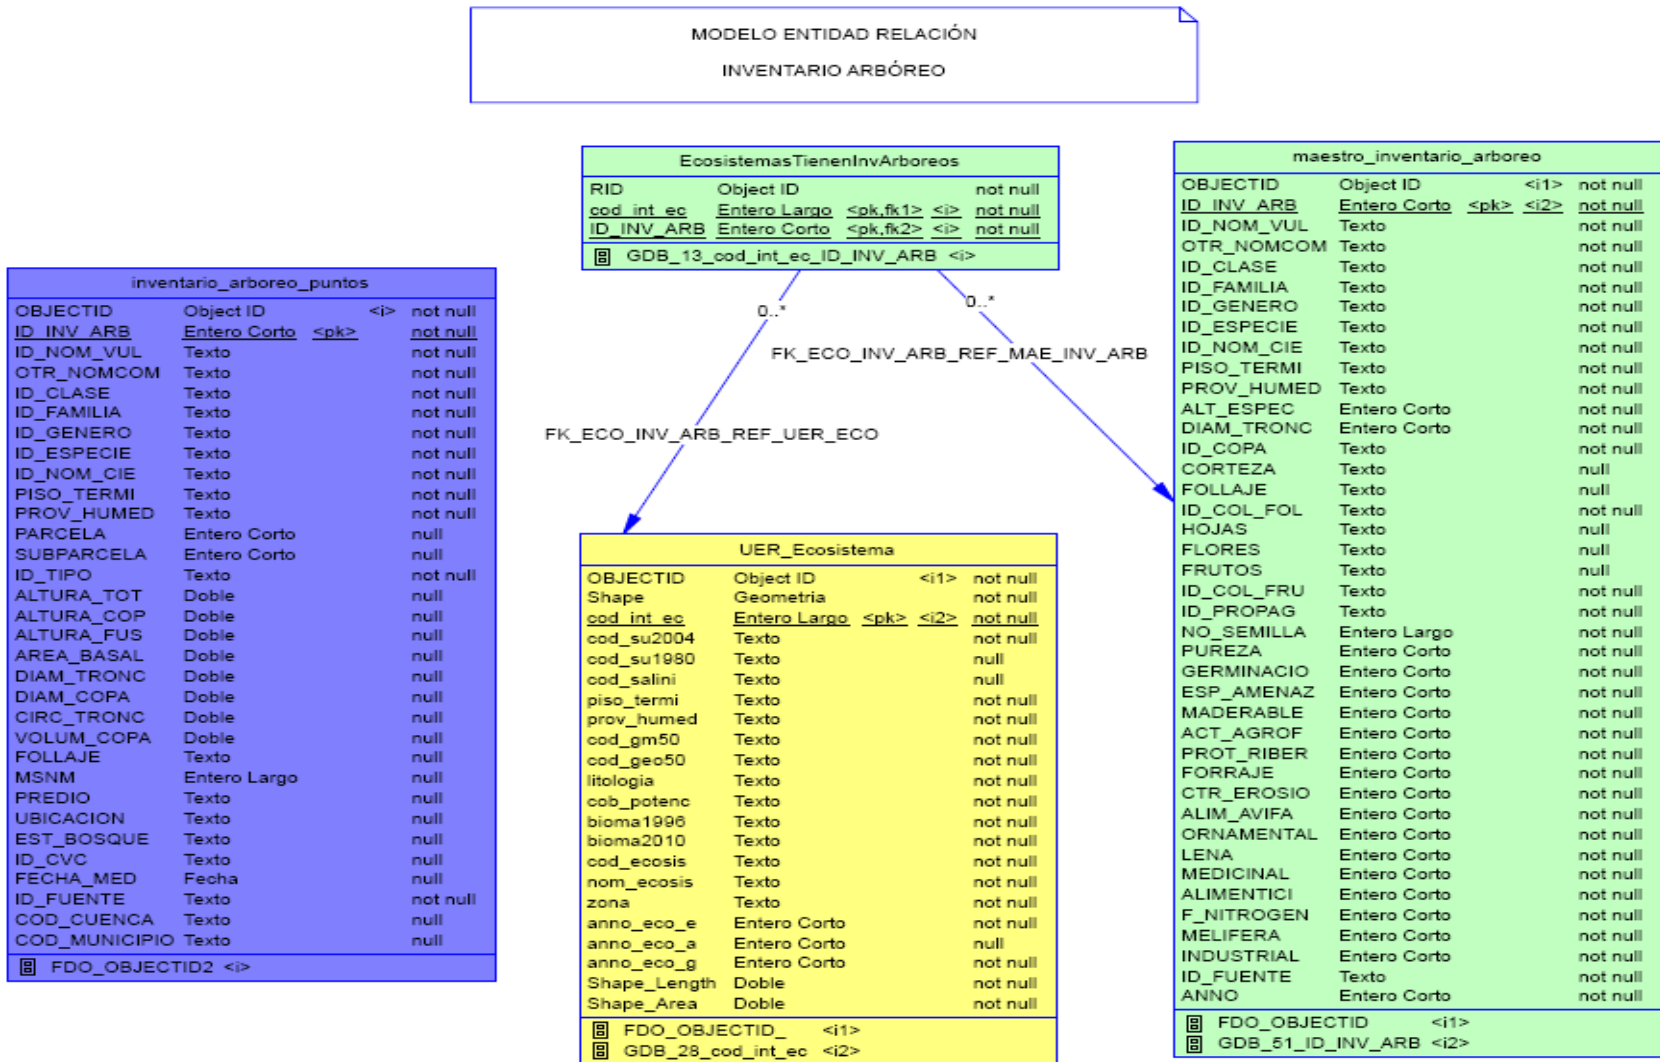 MODELO ENTIDAD RELACIÓN
INVENTARIO ARBÓREO
EcosistemasTienenInvArboreos
RID Object ID not null
cod_int_ec Entero Largo <pk,fk1> <i> not null
ID_INV_ARB Entero Corto <pk,fk2> <i> not null
GDB_13_cod_int_ec_ID_INV_ARB <i>
0..*
0..*
FK_ECO_INV_ARB_REF_MAE_INV_ARB
FK_ECO_INV_ARB_REF_UER_ECO
inventario_arboreo_puntos
OBJECTID Object ID <i> not null
ID_INV_ARB Entero Corto <pk> not null
ID_NOM_VUL Texto not null
OTR_NOMCOM Texto not null
ID_CLASE Texto not null
ID_FAMILIA Texto not null
ID_GENERO Texto not null
ID_ESPECIE Texto not null
ID_NOM_CIE Texto not null
PISO_TERMI Texto not null
PROV_HUMED Texto not null
PARCELA Entero Corto null
SUBPARCELA Entero Corto null
ID_TIPO Texto not null
ALTURA_TOT Doble null
ALTURA_COP Doble null
ALTURA_FUS Doble null
AREA_BASAL Doble null
DIAM_TRONC Doble null
DIAM_COPA Doble null
CIRC_TRONC Doble null
VOLUM_COPA Doble null
FOLLAJE Texto null
MSNM Entero Largo null
PREDIO Texto null
UBICACION Texto null
EST_BOSQUE Texto null
ID_CVC Texto null
FECHA_MED Fecha null
ID_FUENTE Texto not null
COD_CUENCA Texto null
COD_MUNICIPIO Texto null
FDO_OBJECTID2 <i>
UER_Ecosistema
OBJECTID Object ID <i1> not null
Shape Geometria not null
cod_int_ec Entero Largo <pk> <i2> not null
cod_su2004 Texto not null
cod_su1980 Texto null
cod_salini Texto null
piso_termi Texto not null
prov_humed Texto not null
cod_gm50 Texto not null
cod_geo50 Texto not null
litologia Texto not null
cob_potenc Texto not null
bioma1996 Texto not null
bioma2010 Texto not null
cod_ecosis Texto not null
nom_ecosis Texto not null
zona Texto not null
anno_eco_e Entero Corto not null
anno_eco_a Entero Corto null
anno_eco_g Entero Corto not null
Shape_Length Doble not null
Shape_Area Doble not null
FDO_OBJECTID_ <i1>
GDB_28_cod_int_ec <i2>
maestro_inventario_arboreo
OBJECTID Object ID <i1> not null
ID_INV_ARB Entero Corto <pk> <i2> not null
ID_NOM_VUL Texto not null
OTR_NOMCOM Texto not null
ID_CLASE Texto not null
ID_FAMILIA Texto not null
ID_GENERO Texto not null
ID_ESPECIE Texto not null
ID_NOM_CIE Texto not null
PISO_TERMI Texto not null
PROV_HUMED Texto not null
ALT_ESPEC Entero Corto not null
DIAM_TRONC Entero Corto not null
ID_COPA Texto not null
CORTEZA Texto null
FOLLAJE Texto null
ID_COL_FOL Texto not null
HOJAS Texto null
FLORES Texto null
FRUTOS Texto null
ID_COL_FRU Texto not null
ID_PROPAG Texto not null
NO_SEMILLA Entero Largo not null
PUREZA Entero Corto not null
GERMINACIO Entero Corto not null
ESP_AMENAZ Entero Corto not null
MADERABLE Entero Corto not null
ACT_AGROF Entero Corto not null
PROT_RIBER Entero Corto not null
FORRAJE Entero Corto not null
CTR_EROSIO Entero Corto not null
ALIM_AVIFA Entero Corto not null
ORNAMENTAL Entero Corto not null
LENA Entero Corto not null
MEDICINAL Entero Corto not null
ALIMENTICI Entero Corto not null
F_NITROGEN Entero Corto not null
MELIFERA Entero Corto not null
INDUSTRIAL Entero Corto not null
ID_FUENTE Texto not null
ANNO Entero Corto not null
FDO_OBJECTID <i1>
GDB_51_ID_INV_ARB <i2>